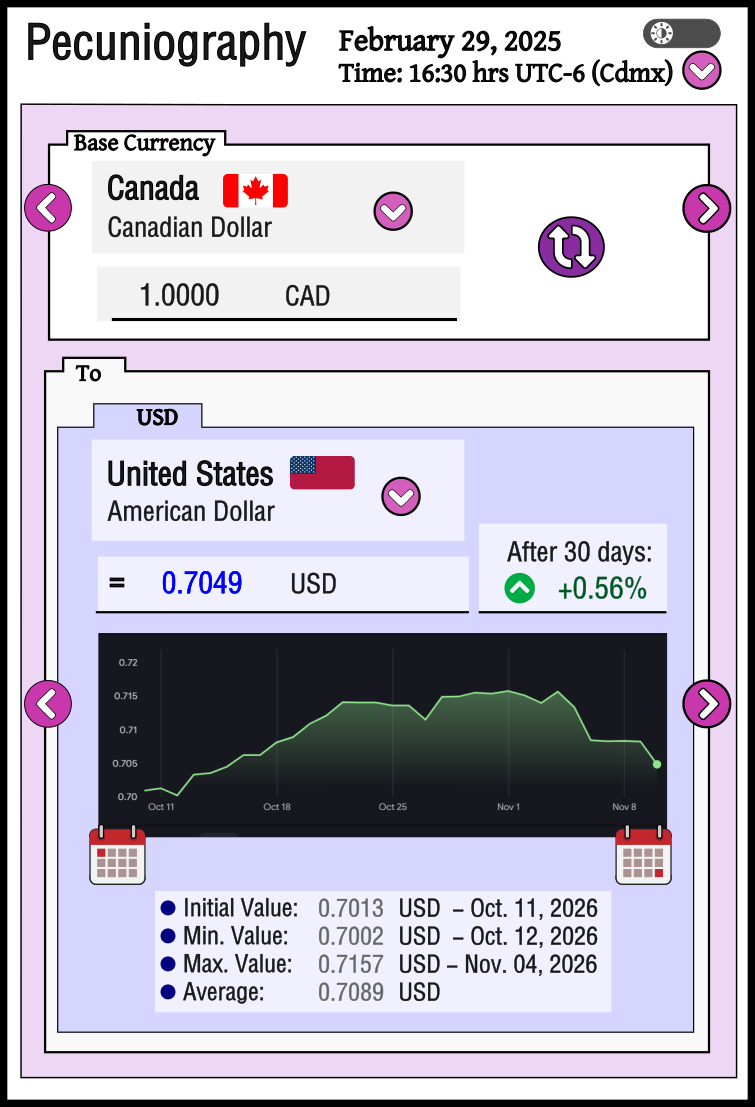 Pecuniography
February 29, 2025
Time: 16:30 hrs UTC-6 (Cdmx)
Base Currency
Canada
Canadian Dollar
1.0000 CAD
To
USD
United States
American Dollar
= 0.7049 USD
After 30 days:
+0.56%
0.72
0.715
0.71
0.705
0.70
Oct 11 Oct 18 Oct 25 Nov 1 Nov 8
Initial Value: 0.7013 USD – Oct. 11, 2026
Min. Value: 0.7002 USD – Oct. 12, 2026
Max. Value: 0.7157 USD – Nov. 04, 2026
Average: 0.7089 USD